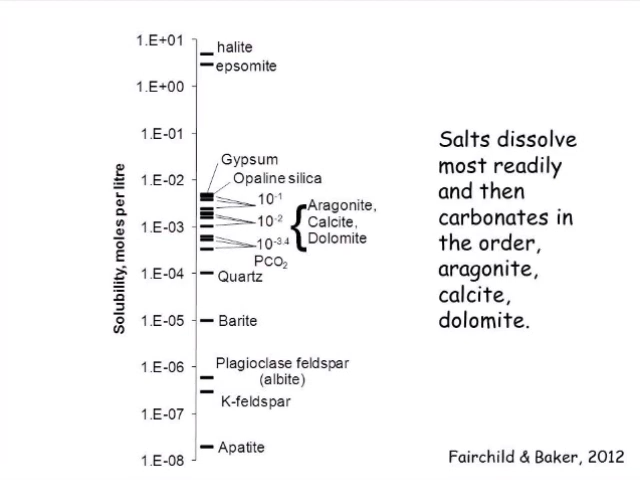 Solubility, moles per litre
1.E+01
1.E+00
1.E-01
1.E-02
1.E-03
1.E-04
1.E-05
1.E-06
1.E-07
1.E-08
halite
epsomite
Gypsum
Opaline silica
10⁻¹
10⁻²
10⁻³·⁴
PCO₂
Aragonite,
Calcite,
Dolomite
Quartz
Barite
Plagioclase feldspar
(albite)
K-feldspar
Apatite
Salts dissolve
most readily
and then
carbonates in
the order,
aragonite,
calcite,
dolomite.
Fairchild & Baker, 2012